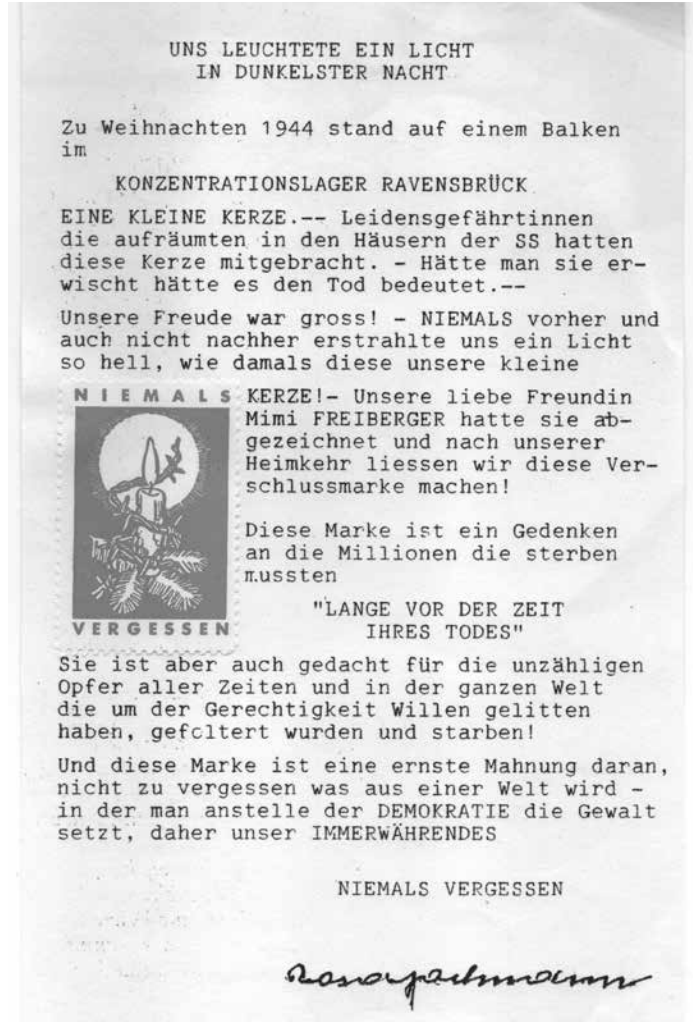 UNS LEUCHTETE EIN LICHT
IN DUNKELSTER NACHT
Zu Weihnachten 1944 stand auf einem Balken
im
KONZENTRATIONSLAGER RAVENSBRÜCK
EINE KLEINE KERZE.-- Leidensgefährtinnen
die aufräumten in den Häusern der SS hatten
diese Kerze mitgebracht. - Hätte man sie er-
wischt hätte es den Tod bedeutet.--
Unsere Freude war gross! - NIEMALS vorher und
auch nicht nachher erstrahlte uns ein Licht
so hell, wie damals diese unsere kleine
NIEMALS
KERZE!- Unsere liebe Freundin
Mimi FREIBERGER hatte sie ab-
gezeichnet und nach unserer
Heimkehr liessen wir diese Ver-
schlussmarke machen!
Diese Marke ist ein Gedenken
an die Millionen die sterben
mussten
"LANGE VOR DER ZEIT
IHRES TODES"
VERGESSEN
Sie ist aber auch gedacht für die unzähligen
Opfer aller Zeiten und in der ganzen Welt
die um der Gerechtigkeit Willen gelitten
haben, gefoltert wurden und starben!
Und diese Marke ist eine ernste Mahnung daran,
nicht zu vergessen was aus einer Welt wird -
in der man anstelle der DEMOKRATIE die Gewalt
setzt, daher unser IMMERWÄHRENDES
NIEMALS VERGESSEN